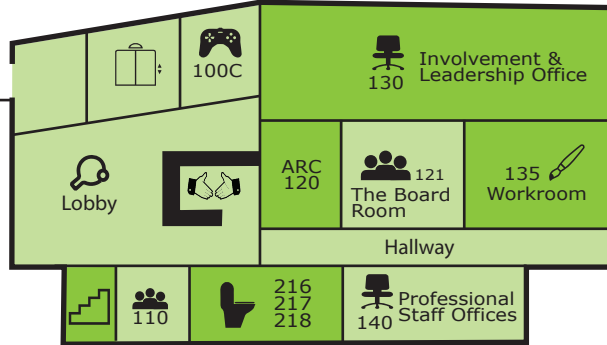 100C
130
Involvement &
Leadership Office
Lobby
ARC
120
121
The Board
Room
135
Workroom
Hallway
110
216
217
218
140
Professional
Staff Offices